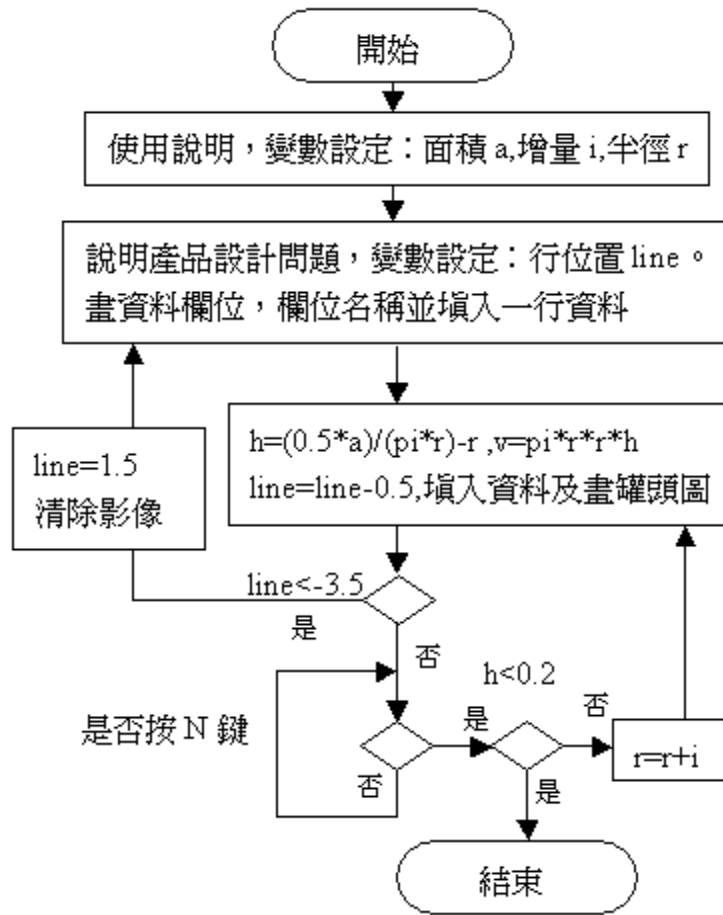 開始
使用說明，變數設定：面積 a,增量 i,半徑 r
說明產品設計問題，變數設定：行位置 line。
畫資料欄位，欄位名稱並填入一行資料
line=1.5
清除影像
h=(0.5*a)/(pi*r)-r ,v=pi*r*r*h
line=line-0.5,填入資料及畫罐頭圖
line<-3.5
是
否
h<0.2
是否按 N 鍵
是
否
否
是
r=r+i
結束